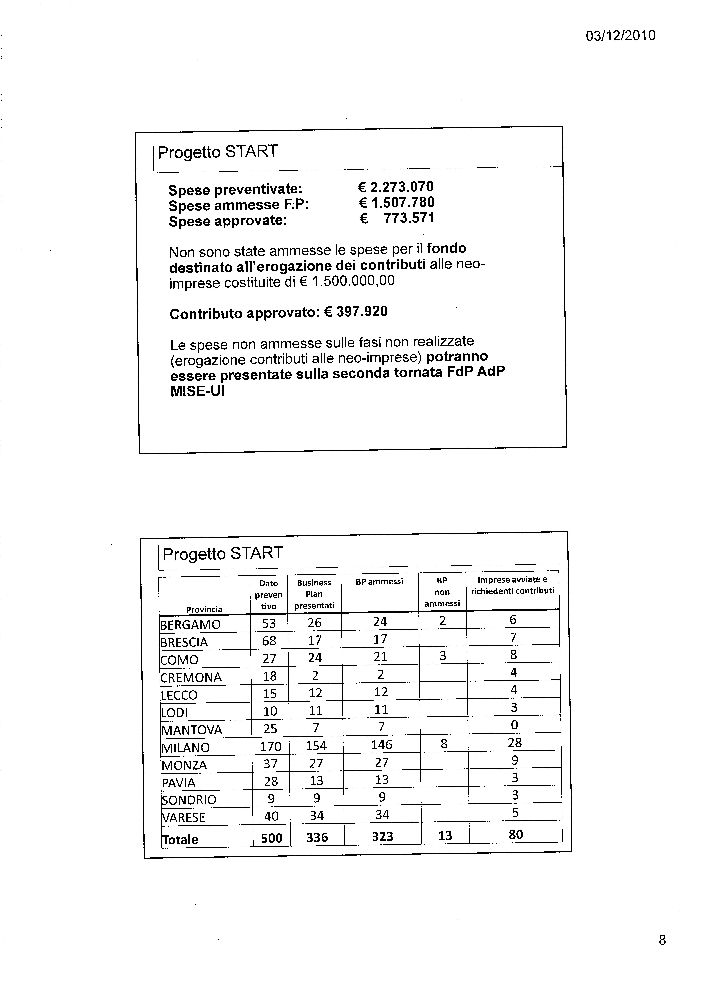 03/12/2010
Progetto START
Spese preventivate: € 2.273.070
Spese ammesse F.P: € 1.507.780
Spese approvate: € 773.571
Non sono state ammesse le spese per il fondo
destinato all'erogazione dei contributi alle neo-
imprese costituite di € 1.500.000,00
Contributo approvato: € 397.920
Le spese non ammesse sulle fasi non realizzate
(erogazione contributi alle neo-imprese) potranno
essere presentate sulla seconda tornata FdP AdP
MISE-UI
Progetto START
Dato Business BP ammessi BP Imprese avviate e
preven Plan non richiedenti contributi
Provincia tivo presentati ammessi
BERGAMO 53 26 24 2 6
BRESCIA 68 17 17 7
COMO 27 24 21 3 8
CREMONA 18 2 2 4
LECCO 15 12 12 4
LODI 10 11 11 3
MANTOVA 25 7 7 0
MILANO 170 154 146 8 28
MONZA 37 27 27 9
PAVIA 28 13 13 3
SONDRIO 9 9 9 3
VARESE 40 34 34 5
Totale 500 336 323 13 80
8